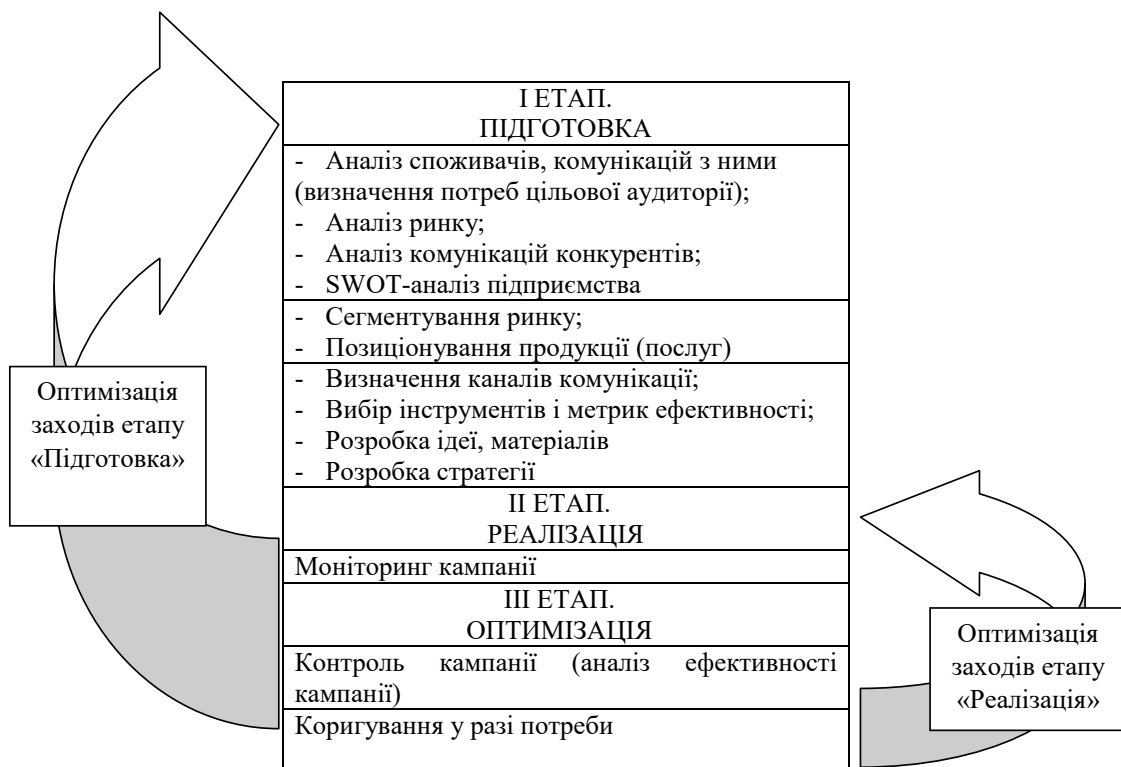 І ЕТАП.
ПІДГОТОВКА
- Аналіз споживачів, комунікацій з ними
(визначення потреб цільової аудиторії);
- Аналіз ринку;
- Аналіз комунікацій конкурентів;
- SWOT-аналіз підприємства
- Сегментування ринку;
- Позиціонування продукції (послуг)
- Визначення каналів комунікації;
- Вибір інструментів і метрик ефективності;
- Розробка ідеї, матеріалів
- Розробка стратегії
ІІ ЕТАП.
РЕАЛІЗАЦІЯ
Моніторинг кампанії
ІІІ ЕТАП.
ОПТИМІЗАЦІЯ
Контроль кампанії (аналіз ефективності
кампанії)
Коригування у разі потреби
Оптимізація
заходів етапу
«Підготовка»
Оптимізація
заходів етапу
«Реалізація»